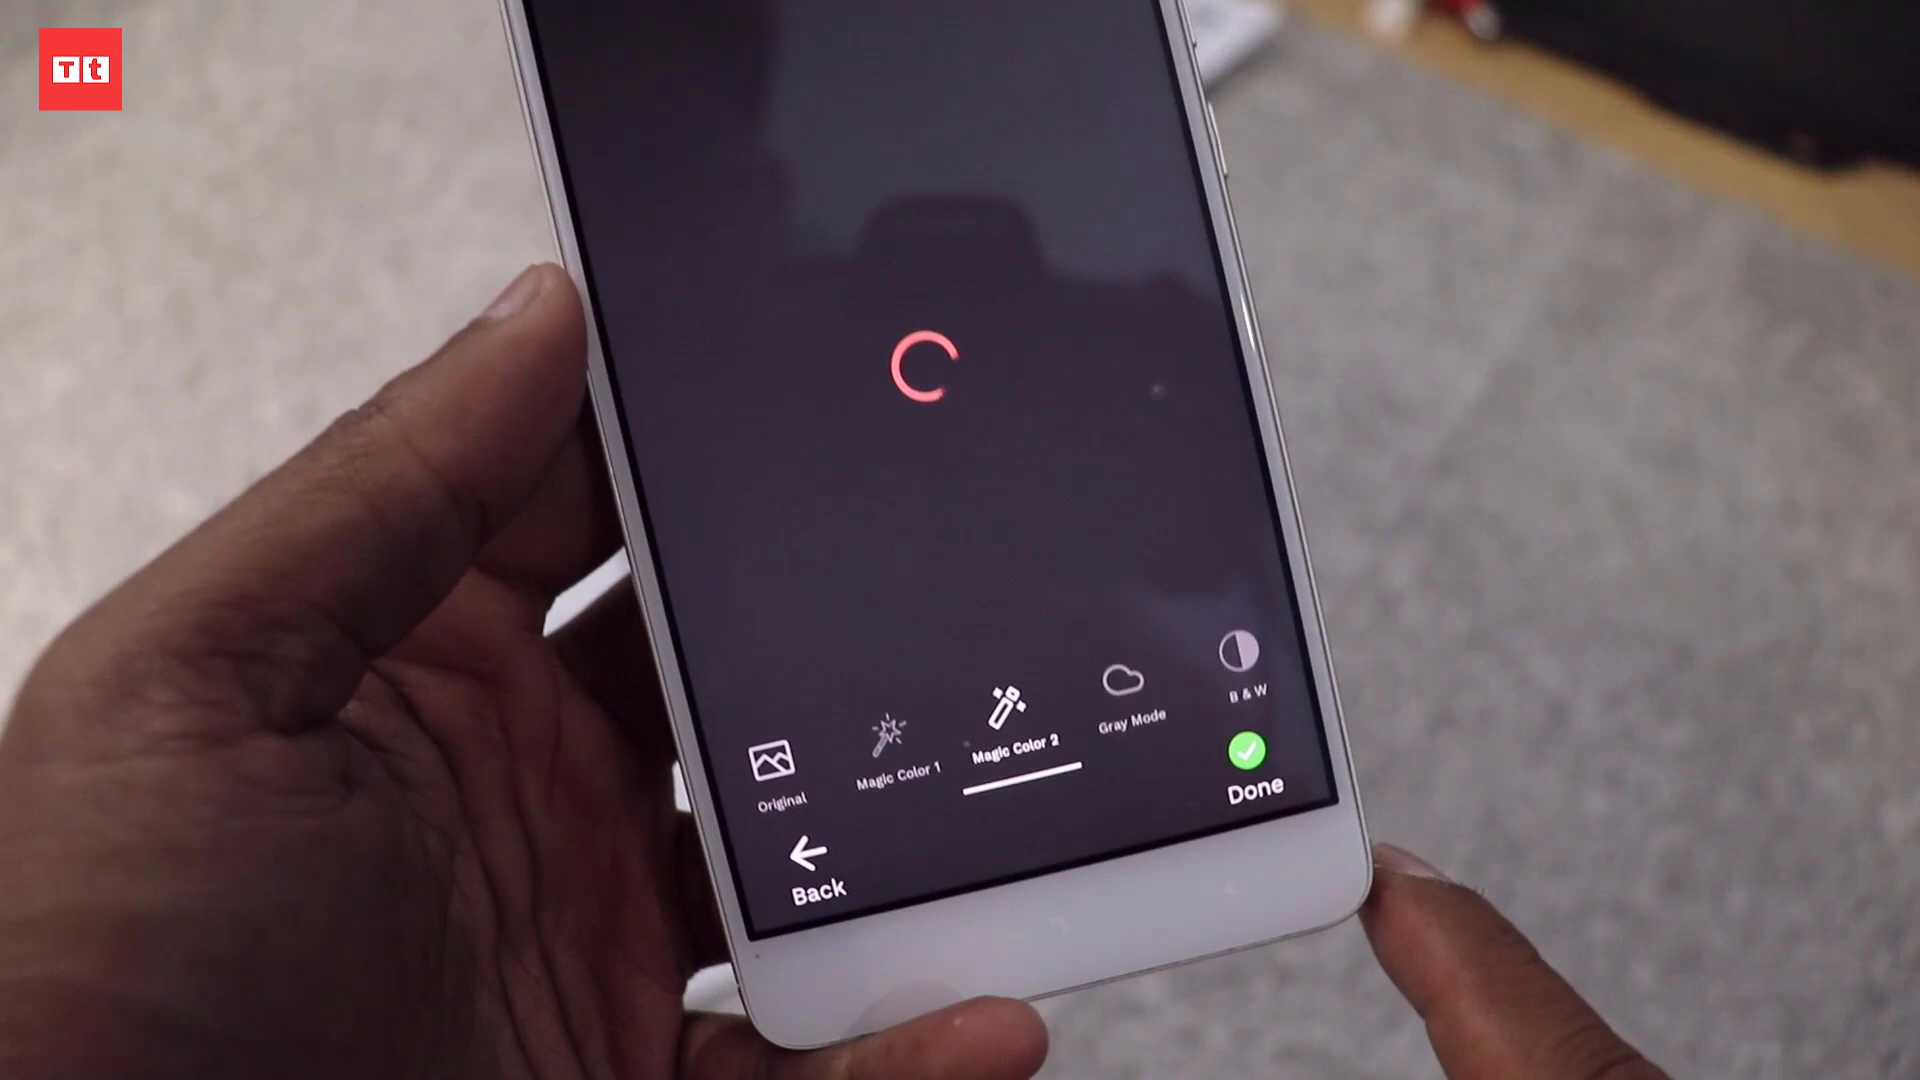 Tt
Original
Magic Color 1
Magic Color 2
Gray Mode
B & W
Back
Done